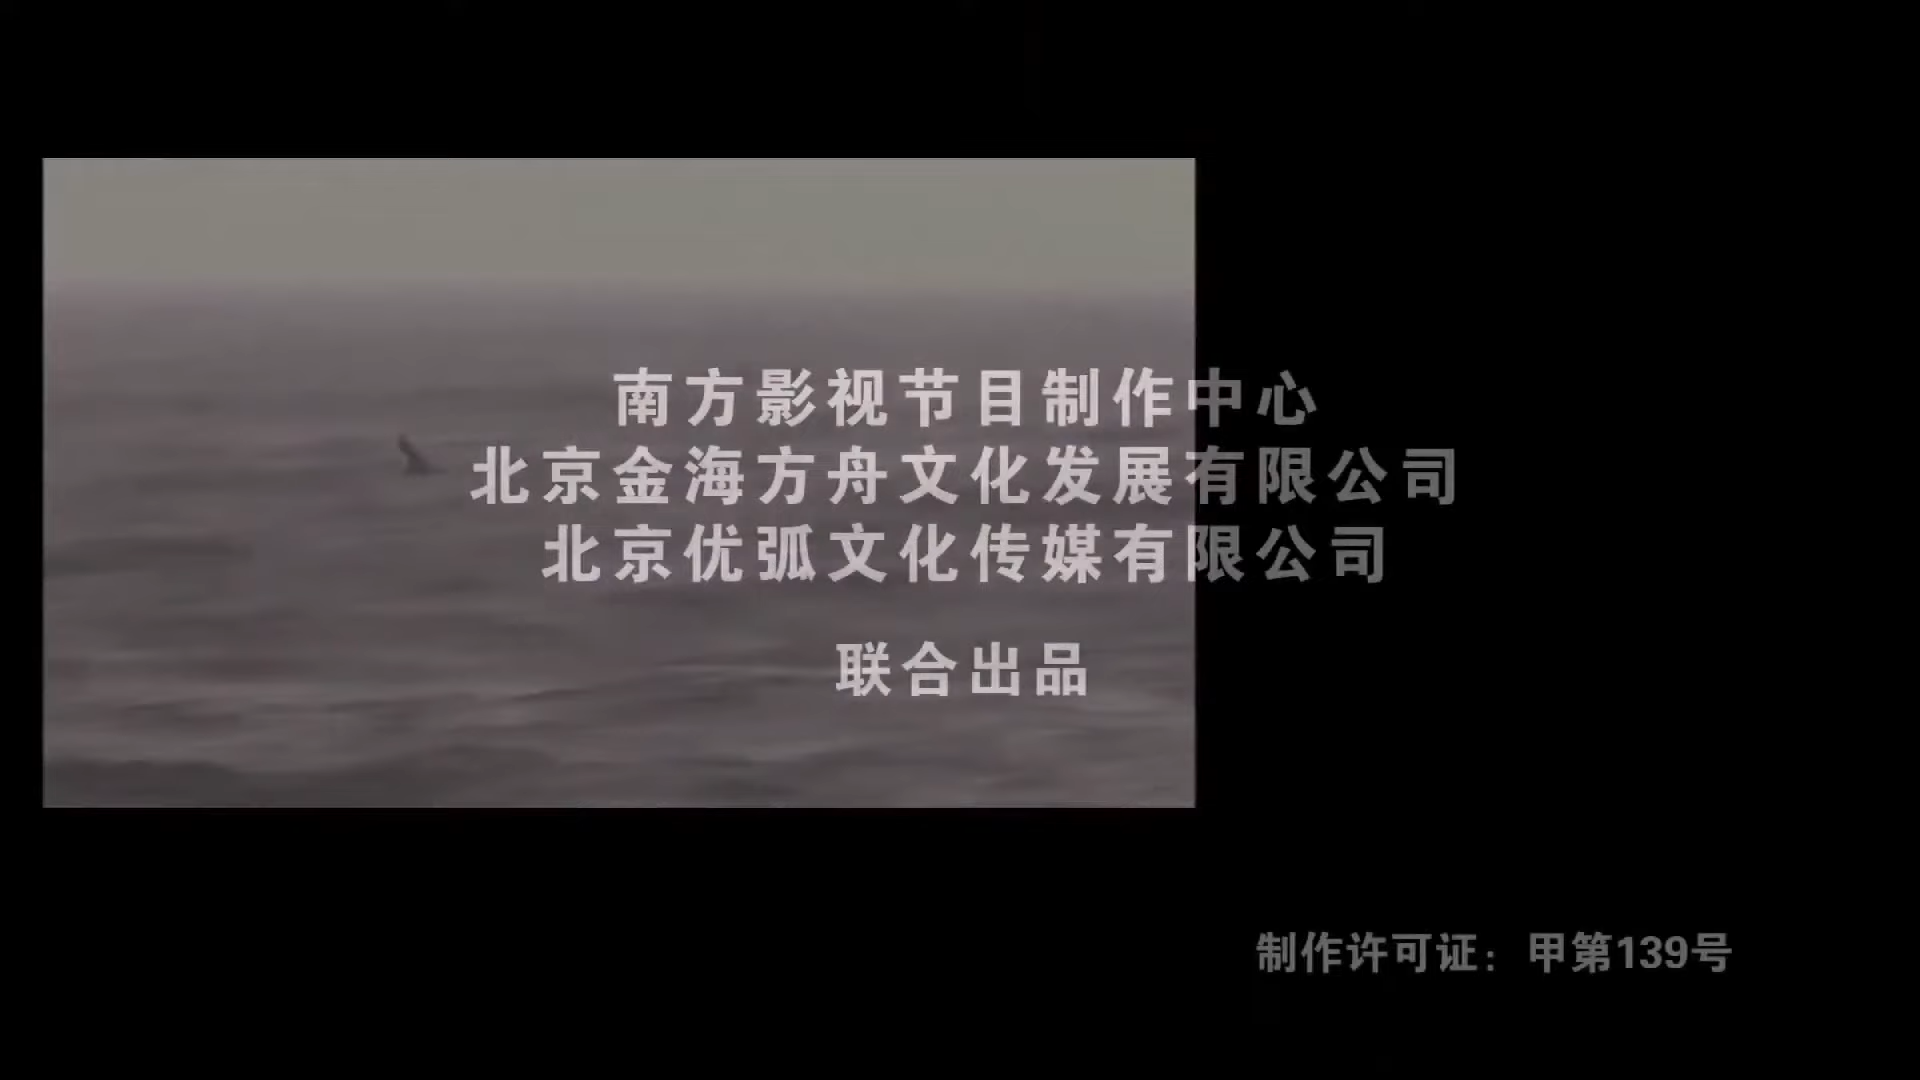 南方影视节目制作中心
北京金海方舟文化发展有限公司
北京优弧文化传媒有限公司
联合出品
制作许可证：甲第139号